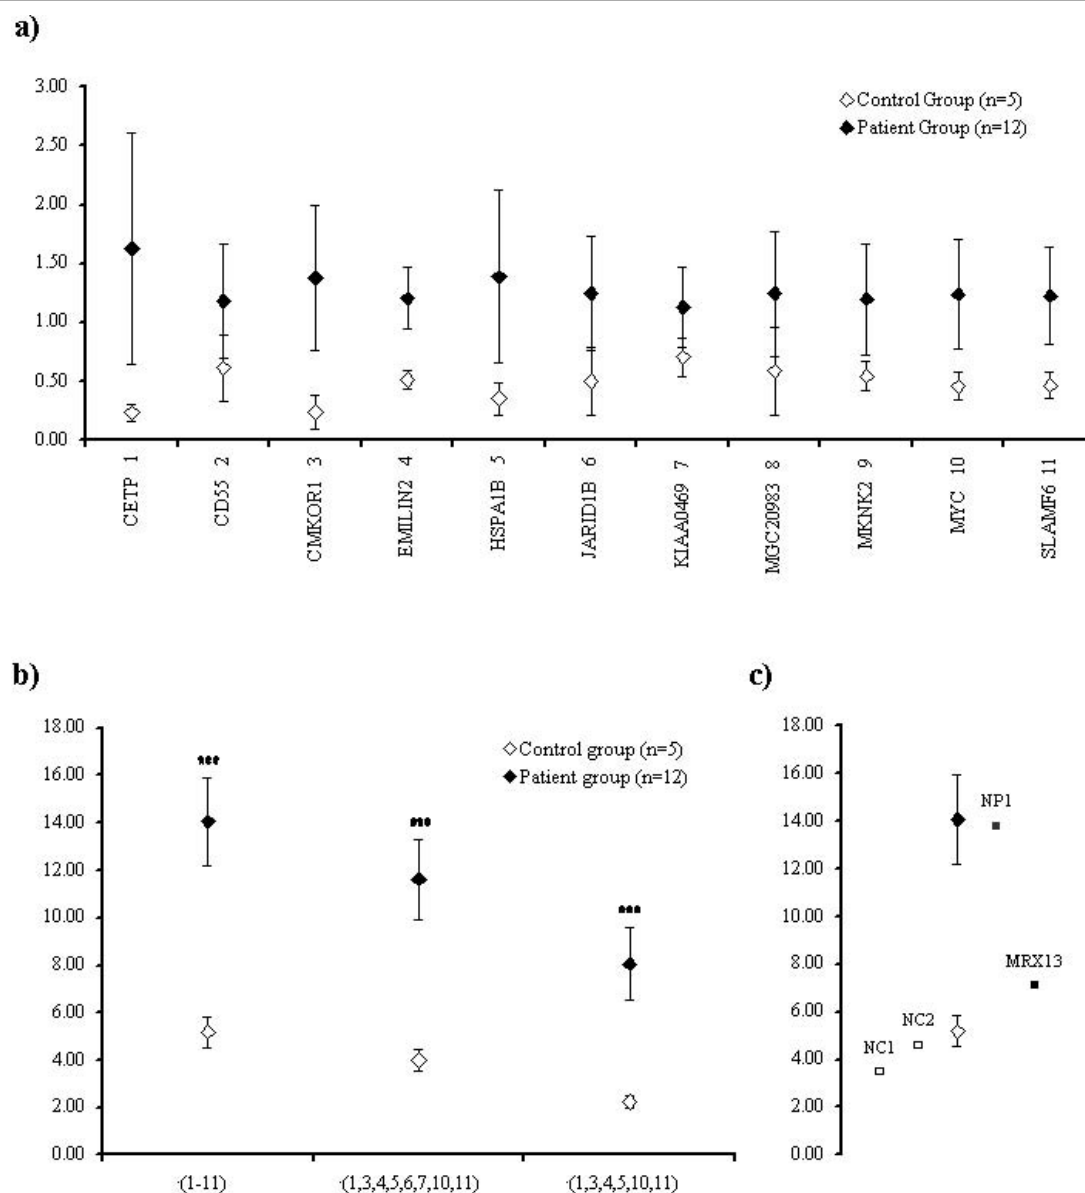 a)
3.00
2.50
2.00
1.50
1.00
0.50
0.00
Control Group (n=5)
Patient Group (n=12)
CETP 1
CD55 2
CMKOR1 3
EMILIN2 4
HSPA1B 5
JARID1B 6
KIAA0469 7
MGC20983 8
MKNK2 9
MYC 10
SLAMF6 11
b)
18.00
16.00
14.00
12.00
10.00
8.00
6.00
4.00
2.00
0.00
Control group (n=5)
Patient group (n=12)
***
***
***
(1-11)
(1,3,4,5,6,7,10,11)
(1,3,4,5,10,11)
c)
18.00
16.00
14.00
12.00
10.00
8.00
6.00
4.00
2.00
0.00
NP1
MRX13
NC2
NC1